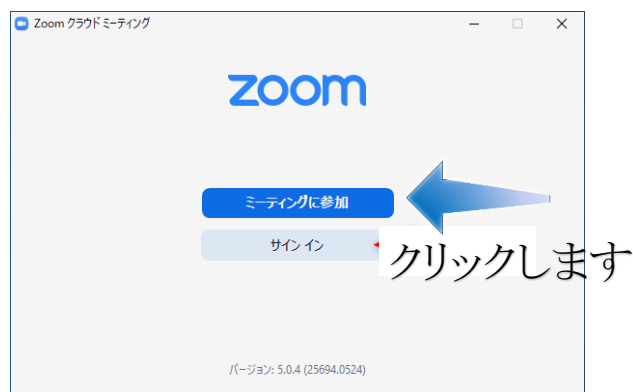 Zoom クラウド ミーティング
zoom
ミーティングに参加
サイン イン
クリックします
バージョン: 5.0.4 (25694.0524)